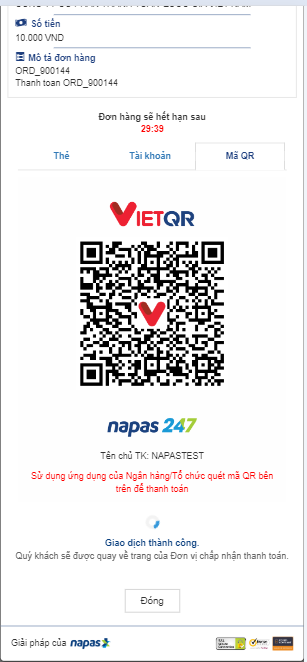 Số tiền
10.000 VND
Mô tả đơn hàng
ORD_900144
Thanh toan ORD_900144
Đơn hàng sẽ hết hạn sau
29:39
Thẻ Tài khoản Mã QR
VIETQR
napas 247
Tên chủ TK: NAPASTEST
Sử dụng ứng dụng của Ngân hàng/Tổ chức quét mã QR bên
trên để thanh toán
Giao dịch thành công.
Quý khách sẽ được quay về trang của Đơn vị chấp nhận thanh toán.
Đóng
Giải pháp của napas